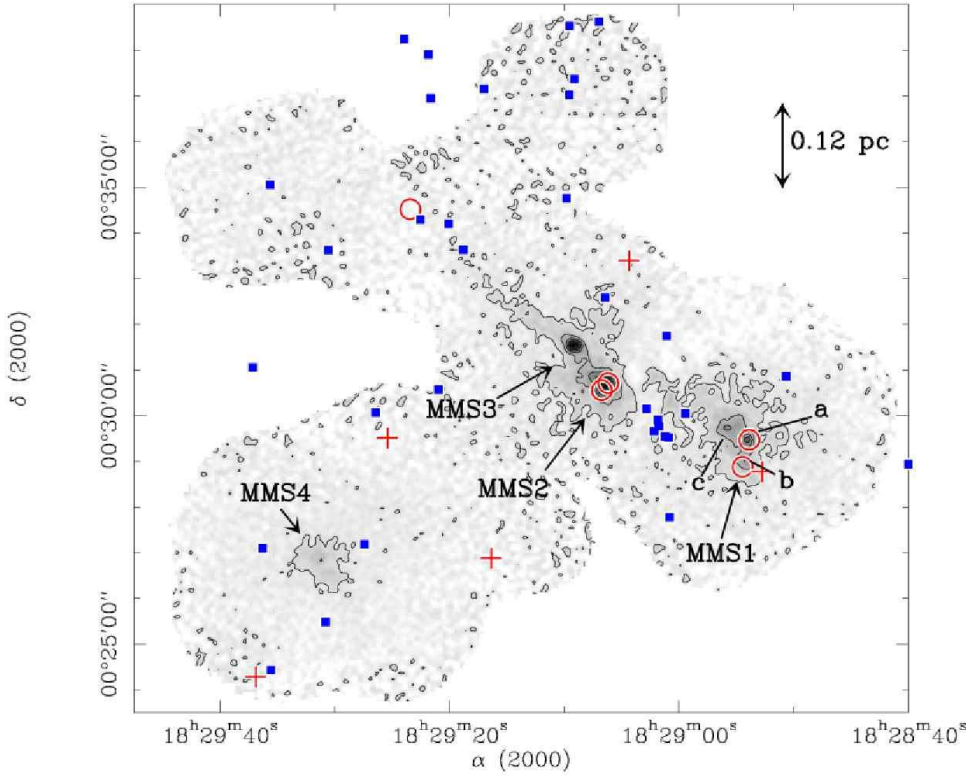 0.12 pc
00°35'00"
00°30'00"
00°25'00"
δ (2000)
MMS3
MMS2
MMS4
MMS1
a
b
c
18ʰ29ᵐ40ˢ
18ʰ29ᵐ20ˢ
18ʰ29ᵐ00ˢ
18ʰ28ᵐ40ˢ
α (2000)